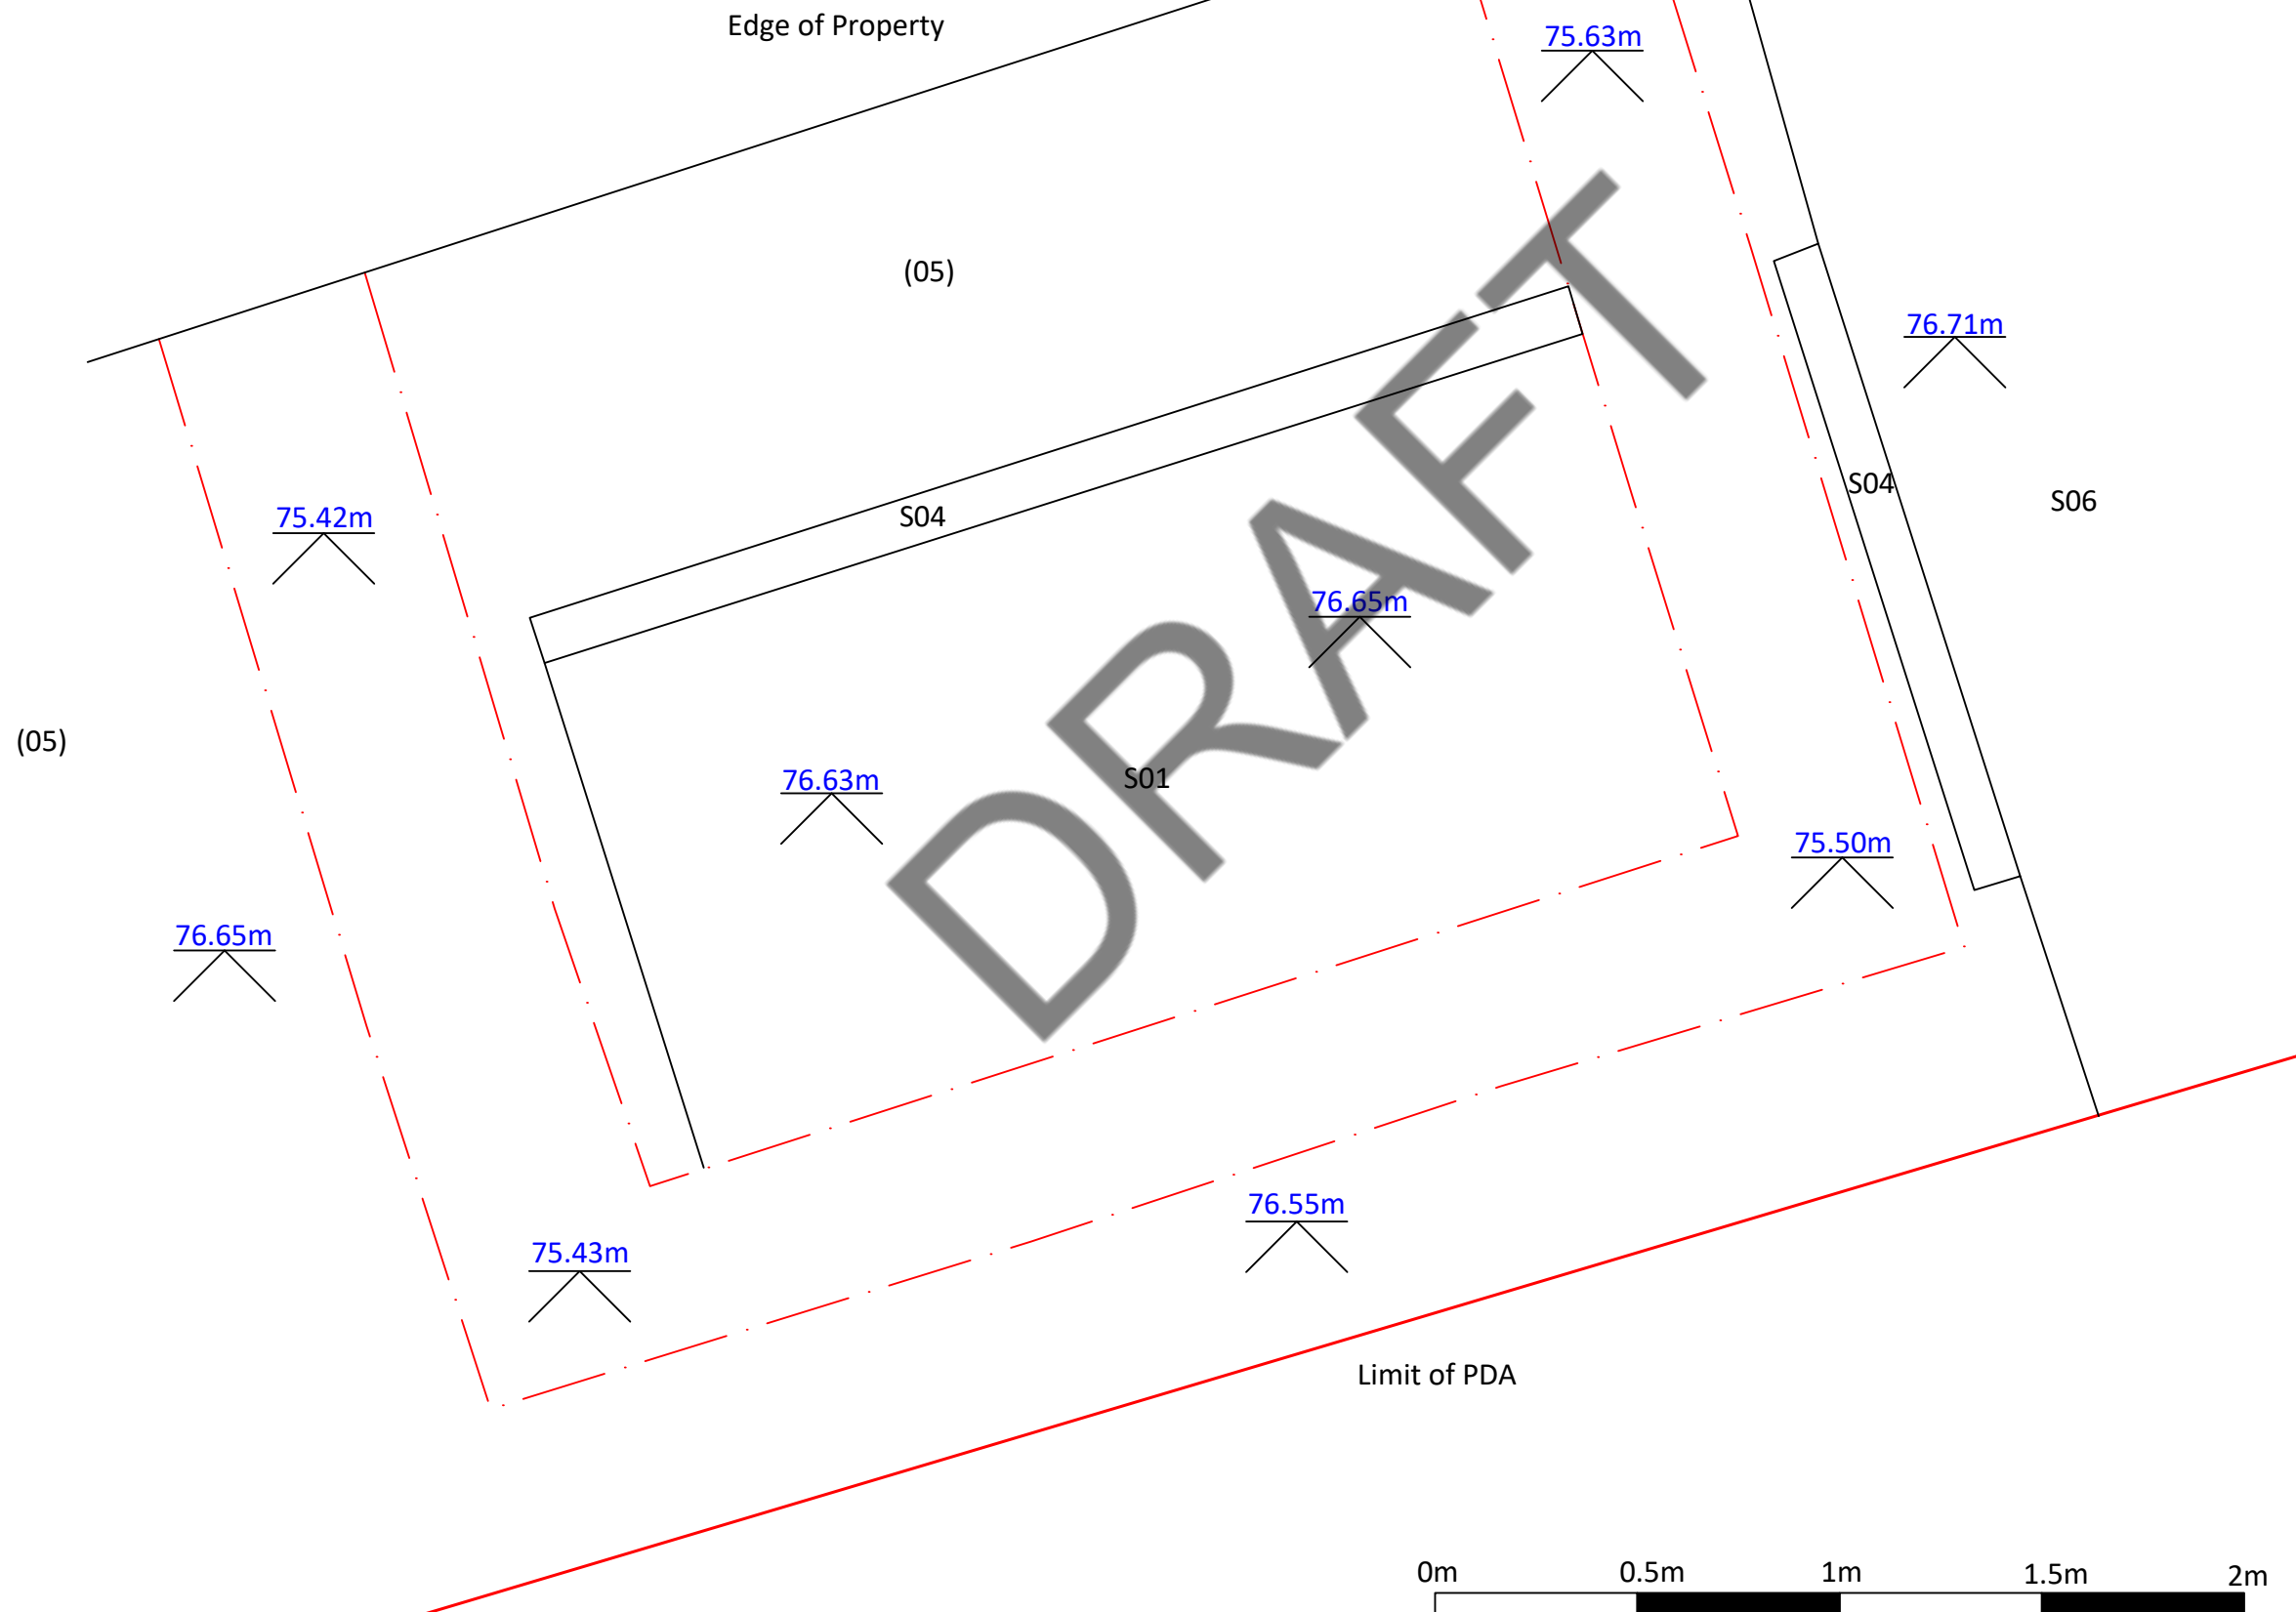 Edge of Property
75.63m
(05)
76.71m
S04
S06
75.42m
S04
76.65m
(05)
76.63m
S01
75.50m
76.65m
76.55m
75.43m
Limit of PDA
0m 0.5m 1m 1.5m 2m
DRAFT